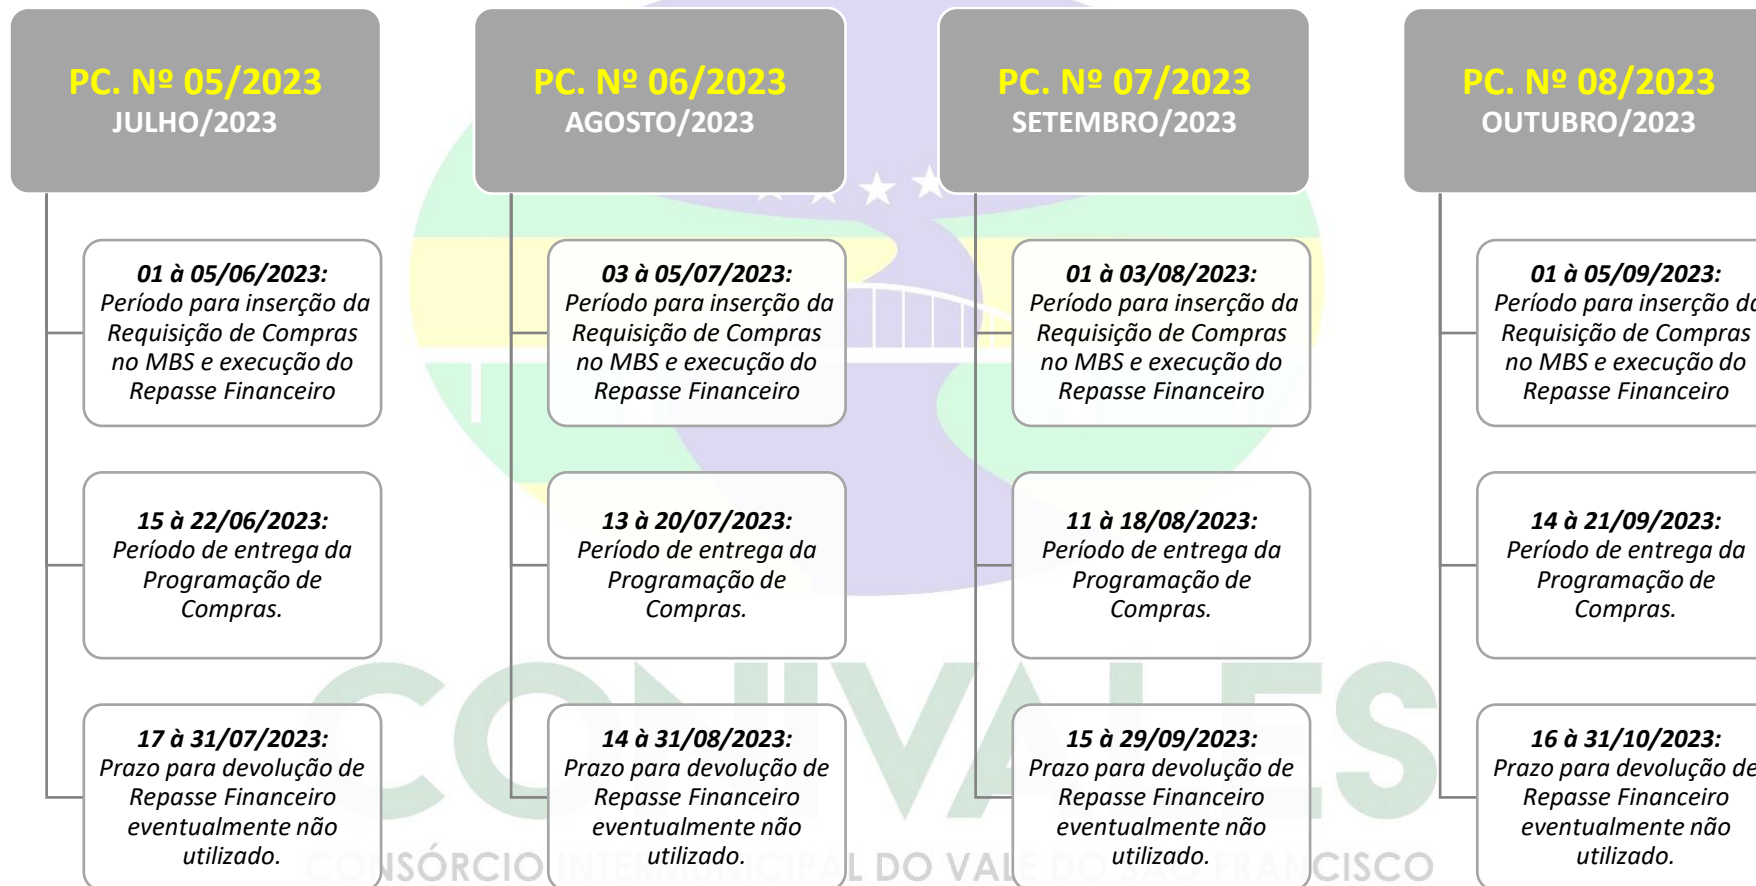 PC. Nº 05/2023
JULHO/2023
01 à 05/06/2023:
Período para inserção da
Requisição de Compras
no MBS e execução do
Repasse Financeiro
15 à 22/06/2023:
Período de entrega da
Programação de
Compras.
17 à 31/07/2023:
Prazo para devolução de
Repasse Financeiro
eventualmente não
utilizado.
PC. Nº 06/2023
AGOSTO/2023
03 à 05/07/2023:
Período para inserção da
Requisição de Compras
no MBS e execução do
Repasse Financeiro
13 à 20/07/2023:
Período de entrega da
Programação de
Compras.
14 à 31/08/2023:
Prazo para devolução de
Repasse Financeiro
eventualmente não
utilizado.
PC. Nº 07/2023
SETEMBRO/2023
01 à 03/08/2023:
Período para inserção da
Requisição de Compras
no MBS e execução do
Repasse Financeiro
11 à 18/08/2023:
Período de entrega da
Programação de
Compras.
15 à 29/09/2023:
Prazo para devolução de
Repasse Financeiro
eventualmente não
utilizado.
PC. Nº 08/2023
OUTUBRO/2023
01 à 05/09/2023:
Período para inserção da
Requisição de Compras
no MBS e execução do
Repasse Financeiro
14 à 21/09/2023:
Período de entrega da
Programação de
Compras.
16 à 31/10/2023:
Prazo para devolução de
Repasse Financeiro
eventualmente não
utilizado.
CONIVALES
CONSÓRCIO INTERMUNICIPAL DO VALE DO SÃO FRANCISCO